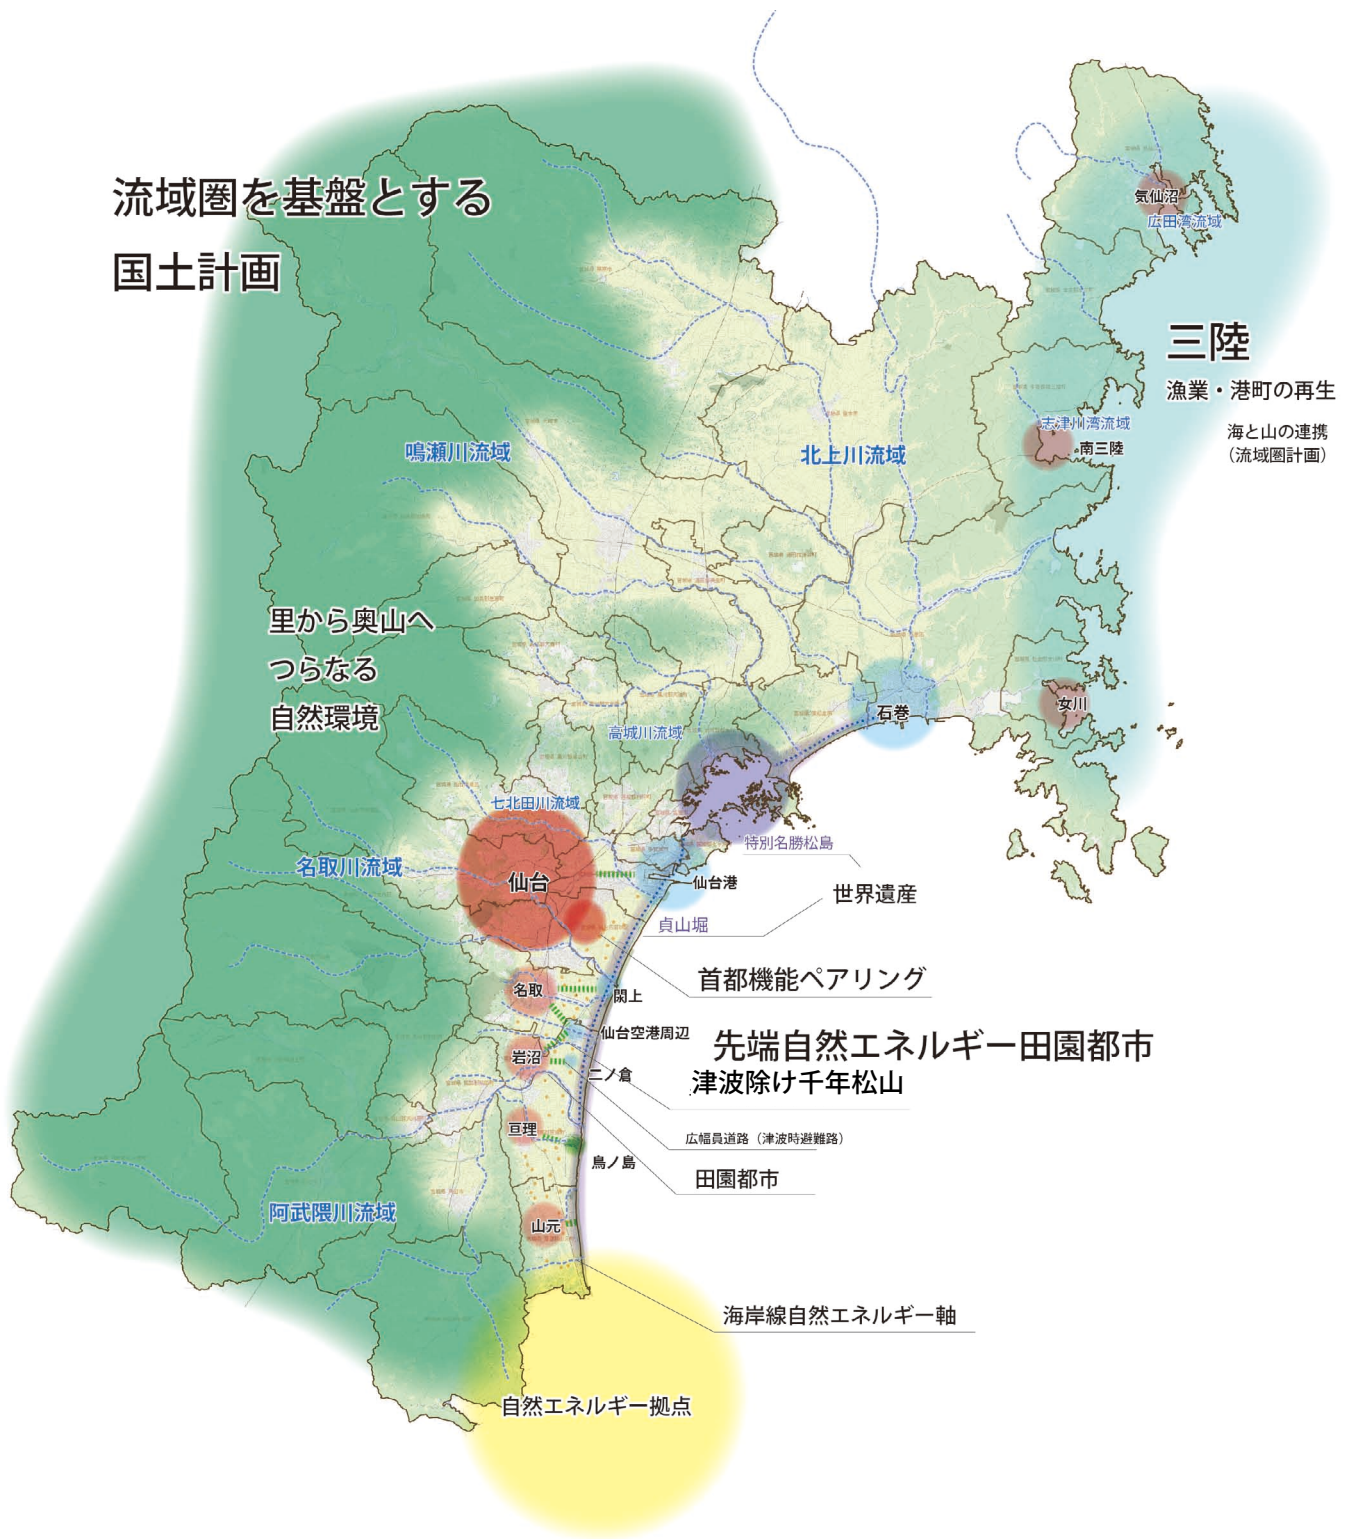 流域圏を基盤とする
国土計画
気仙沼
広田湾流域
三陸
漁業・港町の再生
海と山の連携
（流域圏計画）
志津川湾流域
南三陸
鳴瀬川流域
北上川流域
里から奥山へ
つらなる
自然環境
女川
石巻
高城川流域
七北田川流域
特別名勝松島
名取川流域
仙台
仙台港
世界遺産
貞山堀
首都機能ペアリング
名取
閖上
仙台空港周辺
先端自然エネルギー田園都市
岩沼
二ノ倉
津波除け千年松山
亘理
広幅員道路（津波時避難路）
鳥ノ島
田園都市
阿武隈川流域
山元
海岸線自然エネルギー軸
自然エネルギー拠点